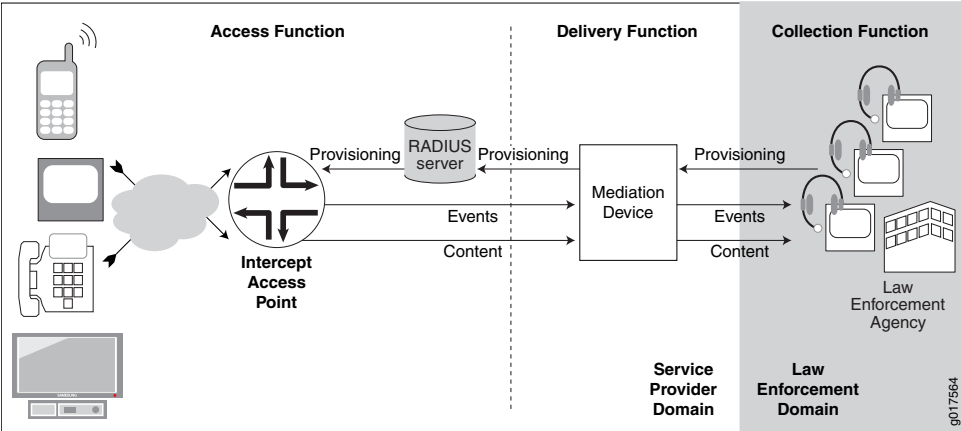 Access Function
Delivery Function
Collection Function
RADIUS
server
Provisioning
Provisioning
Provisioning
Mediation
Device
Events
Events
Content
Content
Intercept
Access
Point
Law
Enforcement
Agency
SAMSUNG
Service
Provider
Domain
Law
Enforcement
Domain
g017564